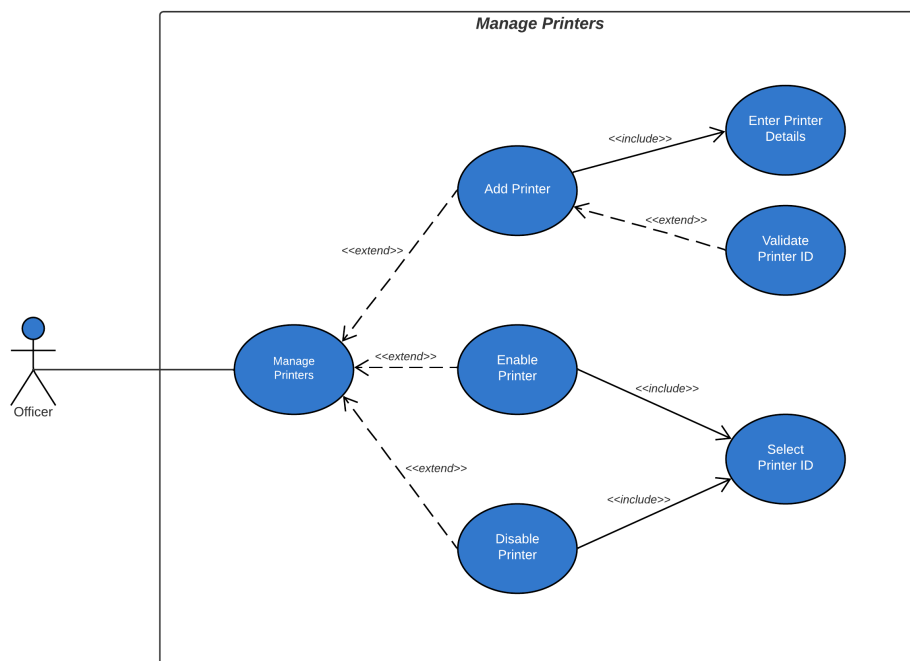 Manage Printers
Enter Printer
Details
<<include>>
Add Printer
<<extend>>
Validate
Printer ID
<<extend>>
Manage
Printers
<<extend>>
Enable
Printer
<<include>>
Officer
Select
Printer ID
<<extend>>
<<include>>
Disable
Printer